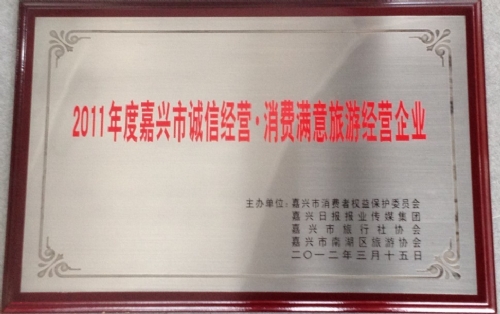 2011年度嘉兴市诚信经营·消费满意旅游经营企业
主办单位:嘉兴市消费者权益保护委员会
嘉兴日报报业传媒集团
嘉兴市旅行社协会
嘉兴市南湖区旅游协会
二〇一二年三月十五日